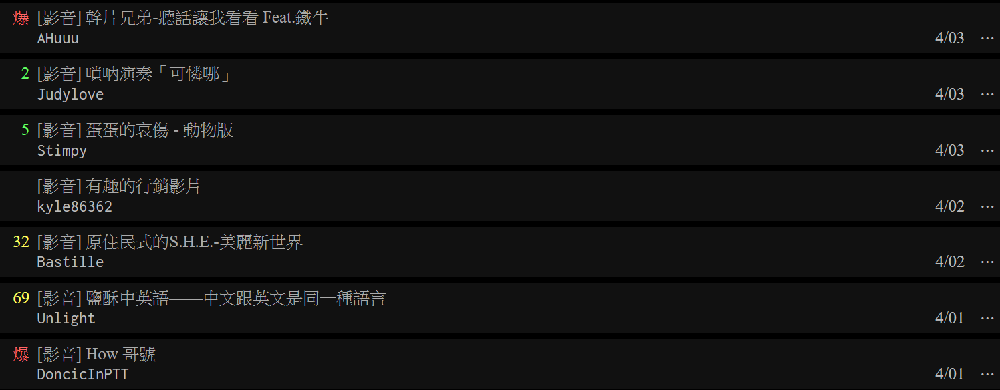 爆 [影音] 幹片兄弟-聽話讓我看看 Feat.鐵牛
AHuuu 4/03 ...
2 [影音] 嗩吶演奏「可憐哪」
Judylove 4/03 ...
5 [影音] 蛋蛋的哀傷 - 動物版
Stimpy 4/03 ...
[影音] 有趣的行銷影片
kyle86362 4/02 ...
32 [影音] 原住民式的S.H.E.-美麗新世界
Bastille 4/02 ...
69 [影音] 鹽酥中英語——中文跟英文是同一種語言
Unlight 4/01 ...
爆 [影音] How 哥號
DoncicInPTT 4/01 ...